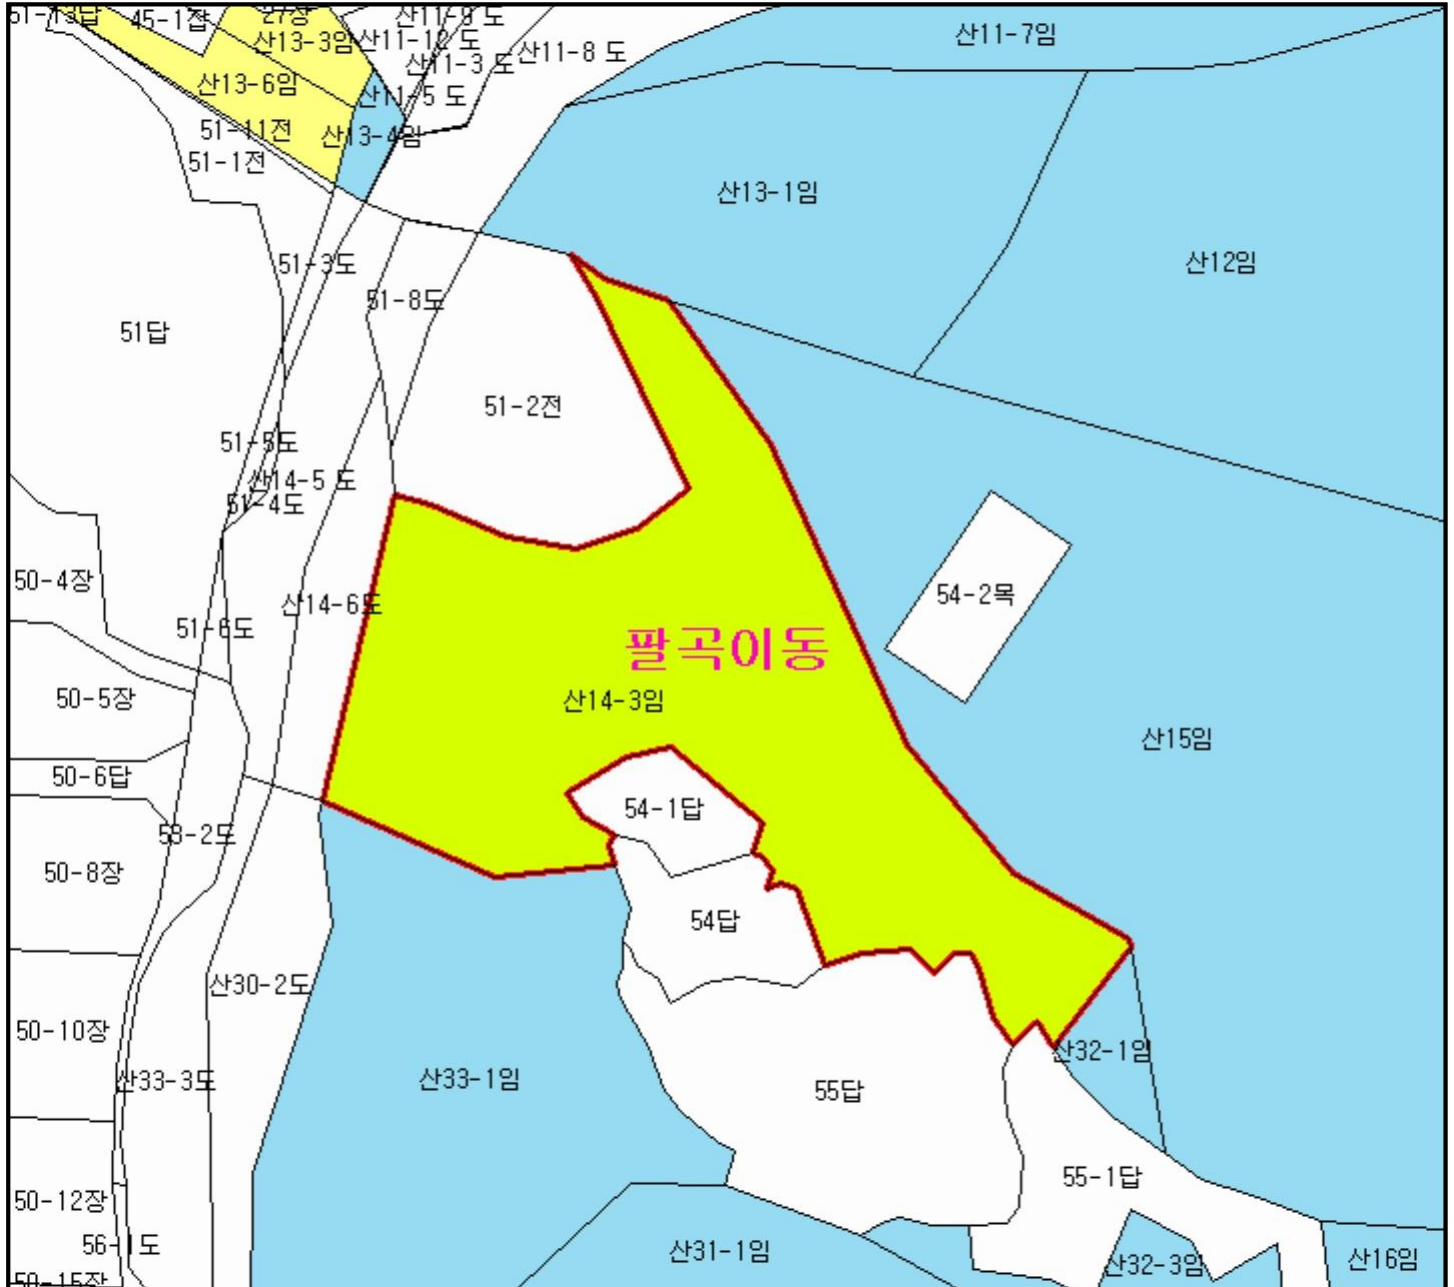 45-1잡
산11-9 도
산13-3임
산11-12 도
산11-7임
산11-3 도
산11-8 도
산13-6임
산11-5 도
51-11전
산13-4임
51-1전
산13-1임
51-3도
산12임
51-8도
51답
51-2전
51-5도
산14-5 도
51-4도
50-4장
54-2목
산14-6도
51-6도
팔곡이동
50-5장
산14-3임
산15임
50-6답
54-1답
53-2도
50-8장
54답
산30-2도
50-10장
산32-1임
산33-3도
산33-1임
55답
55-1답
50-12장
56-1도
산31-1임
산32-3임
산16임
50-15장